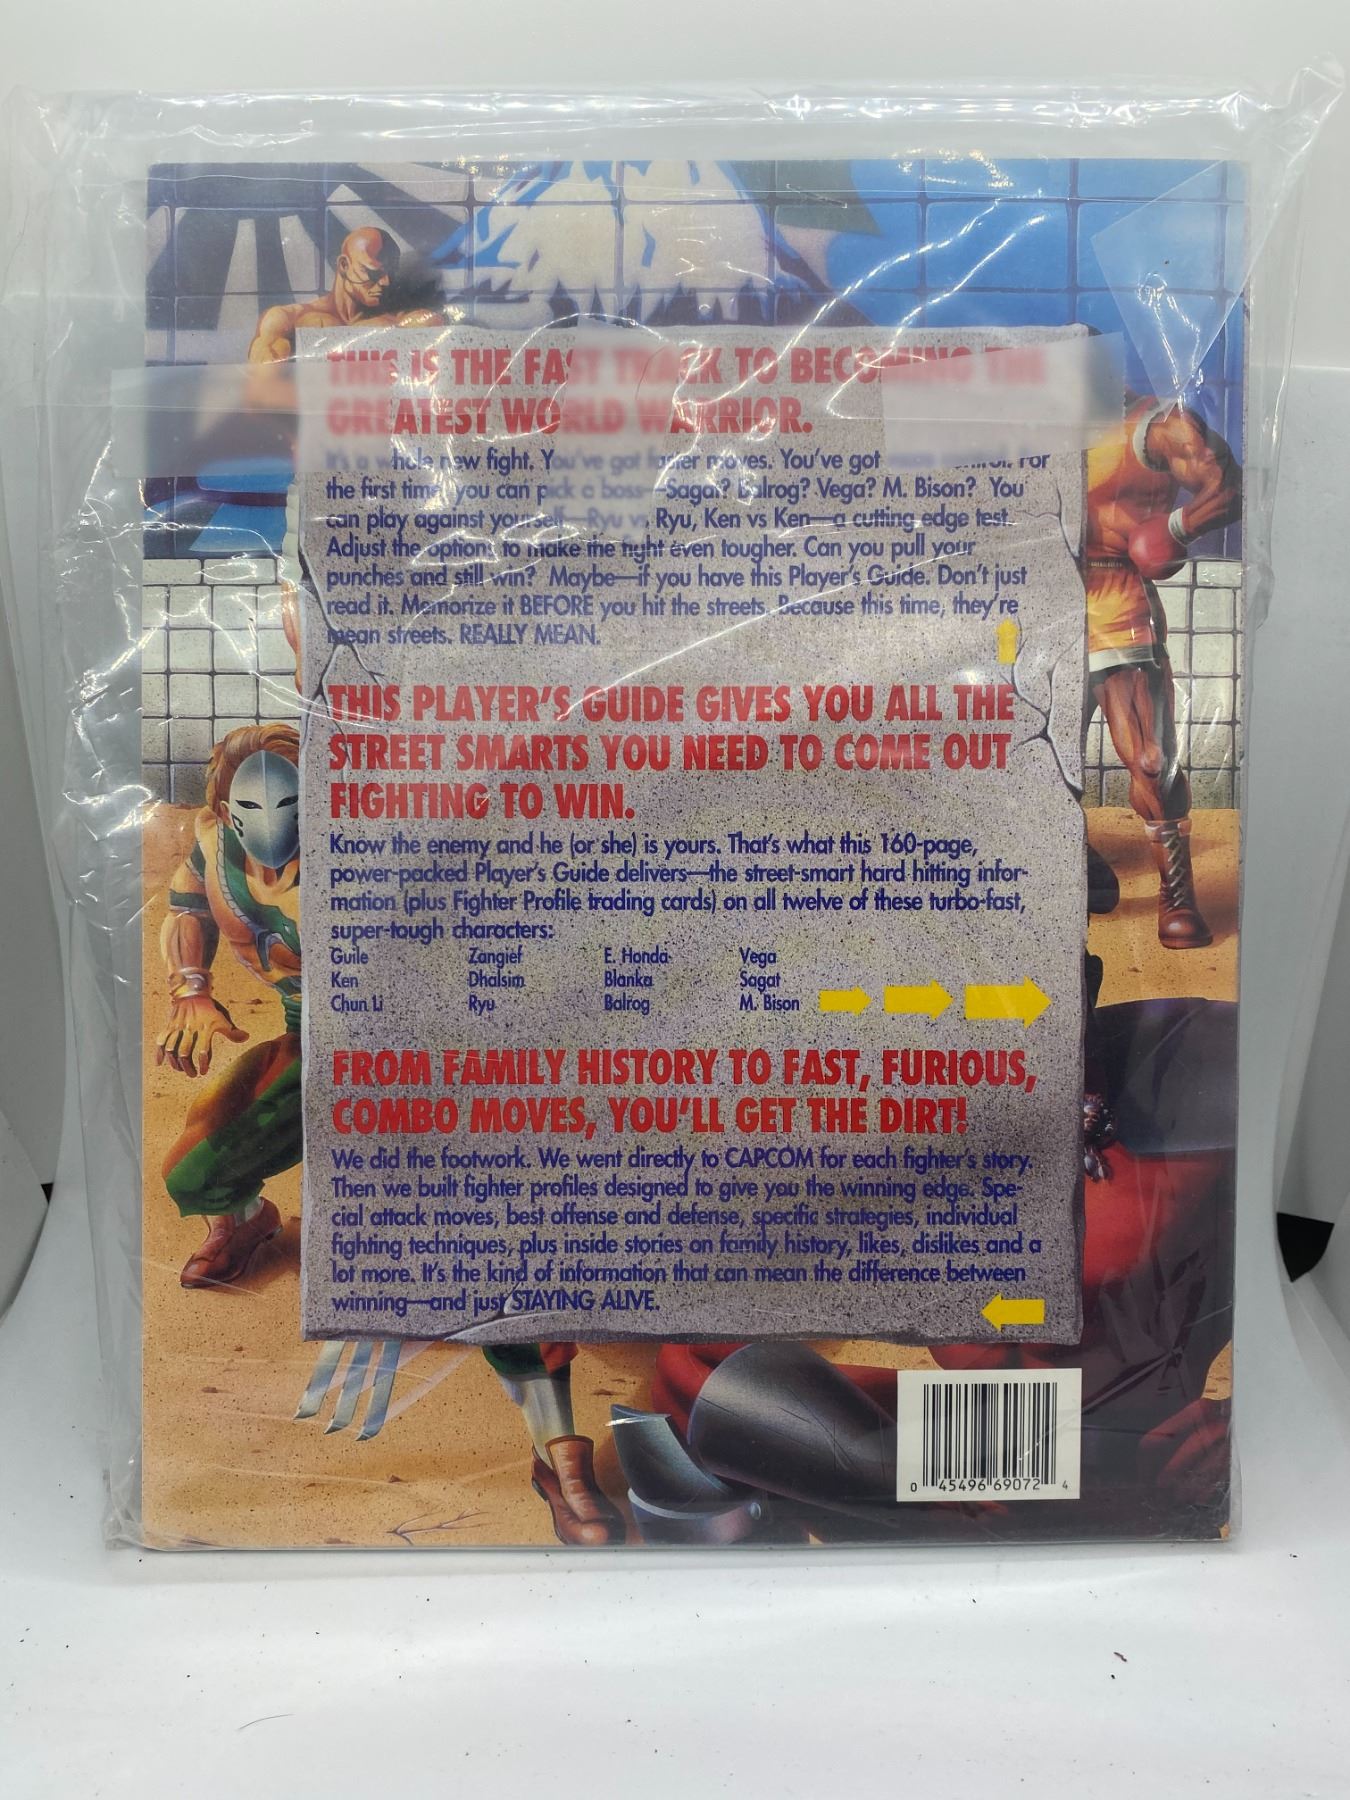 THIS IS THE FAST TRACK TO BECOMING THE
GREATEST WORLD WARRIOR.
It's a whole new fight. You've got faster moves. You've got control. For
the first time you can pick a boss—Sagat? Balrog? Vega? M. Bison? You
can play against yourself—Ryu vs. Ryu, Ken vs Ken—a cutting edge test.
Adjust the options to make the fight even tougher. Can you pull your
punches and still win? Maybe—if you have this Player's Guide. Don't just
read it. Memorize it BEFORE you hit the streets. Because this time, they're
mean streets. REALLY MEAN.
THIS PLAYER'S GUIDE GIVES YOU ALL THE
STREET SMARTS YOU NEED TO COME OUT
FIGHTING TO WIN.
Know the enemy and he (or she) is yours. That's what this 160-page,
power-packed Player's Guide delivers—the street-smart hard hitting infor-
mation (plus Fighter Profile trading cards) on all twelve of these turbo-fast,
super-tough characters:
Guile Zangief E. Honda Vega
Ken Dhalsim Blanka Sagat
Chun Li Ryu Balrog M. Bison
FROM FAMILY HISTORY TO FAST, FURIOUS,
COMBO MOVES, YOU'LL GET THE DIRT!
We did the footwork. We went directly to CAPCOM for each fighter's story.
Then we built fighter profiles designed to give you the winning edge. Spe-
cial attack moves, best offense and defense, specific strategies, individual
fighting techniques, plus inside stories on family history, likes, dislikes and a
lot more. It's the kind of information that can mean the difference between
winning—and just STAYING ALIVE.
0 45496 69072 4